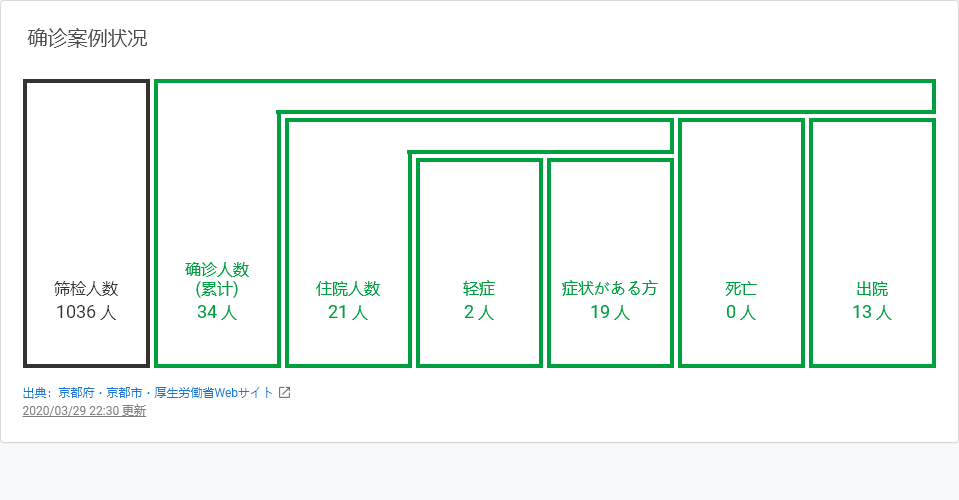 确诊案例状况
筛检人数
1036 人
确诊人数
(累计)
34 人
住院人数
21 人
轻症
2 人
症状がある方
19 人
死亡
0 人
出院
13 人
出典：京都府・京都市・厚生労働省Webサイト
2020/03/29 22:30 更新